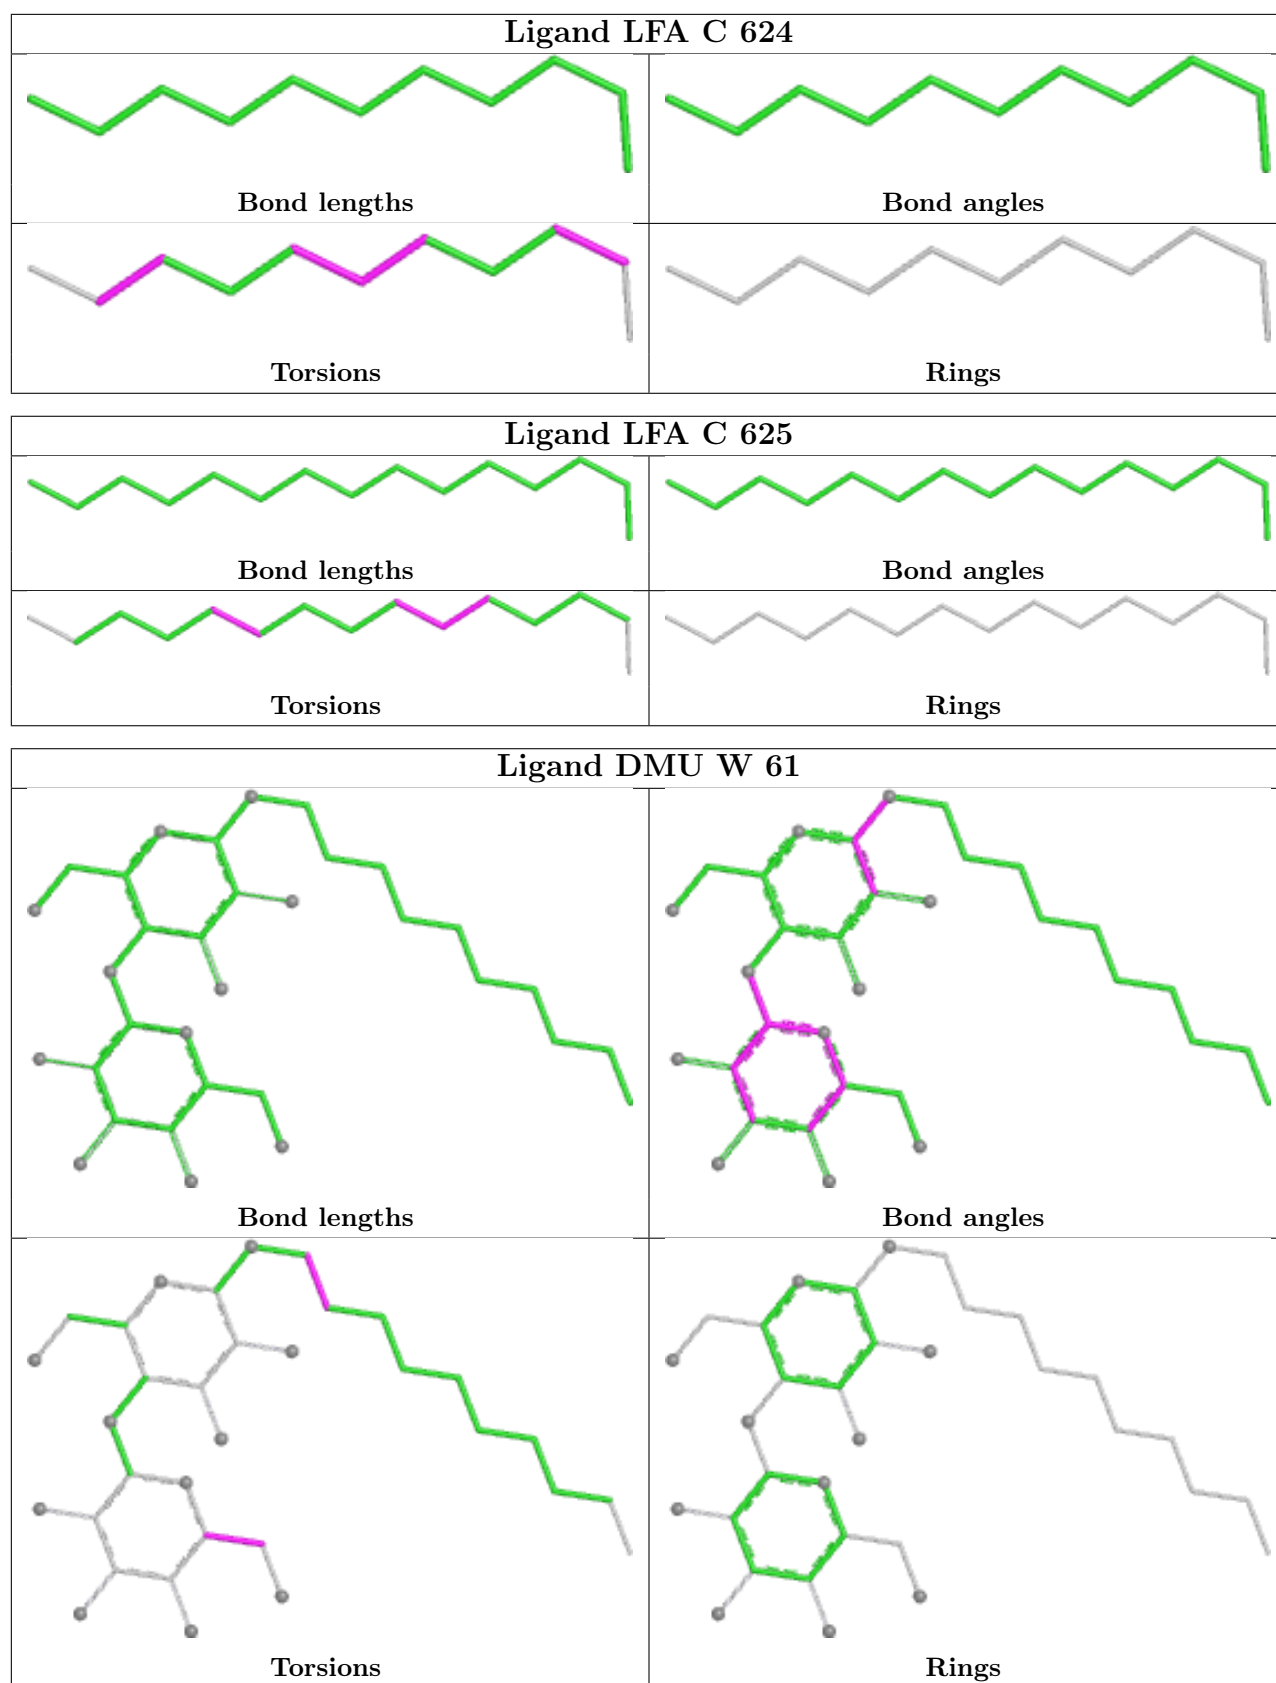 Ligand LFA C 624
Bond lengths
Bond angles
Torsions
Rings
Ligand LFA C 625
Bond lengths
Bond angles
Torsions
Rings
Ligand DMU W 61
Bond lengths
Bond angles
Torsions
Rings